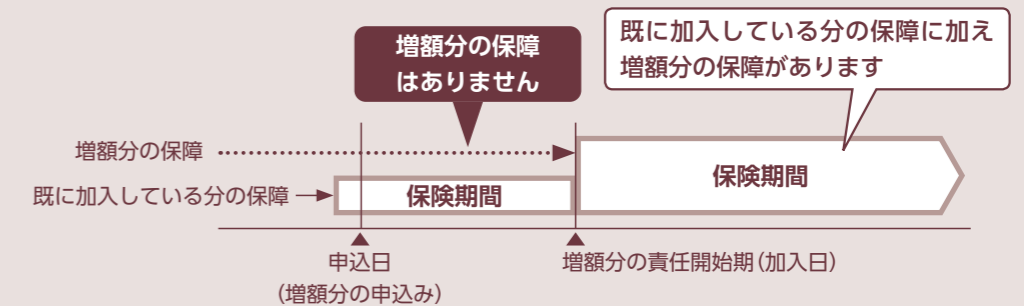 増額分の保障
はありません
既に加入している分の保障に加え
増額分の保障があります
増額分の保障
既に加入している分の保障
保険期間
保険期間
申込日
(増額分の申込み)
増額分の責任開始期(加入日)